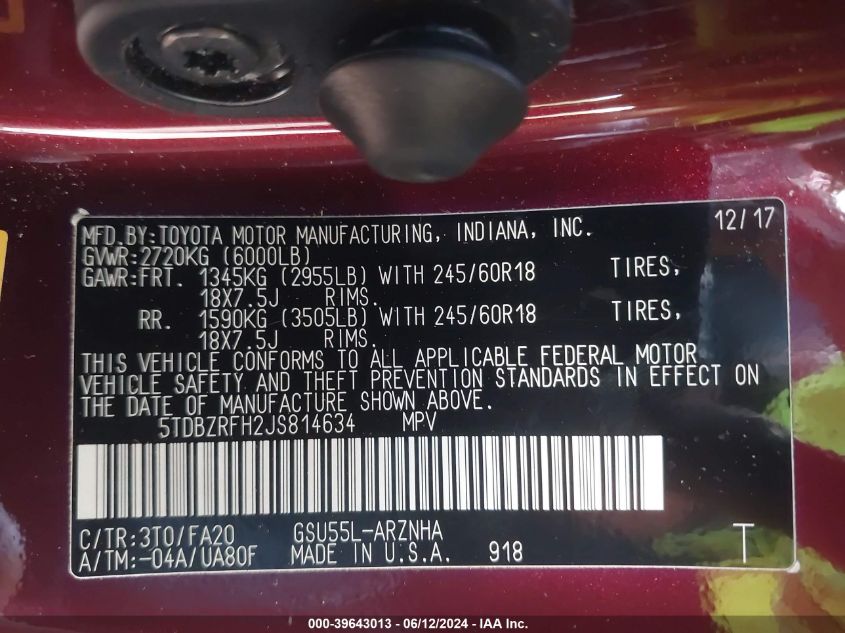 12/17
MFD.BY:TOYOTA MOTOR MANUFACTURING, INDIANA, INC.
GVWR:2720KG (6000LB)
GAWR:FRT. 1345KG (2955LB) WITH 245/60R18 TIRES,
18X7.5J RIMS.
RR. 1590KG (3505LB) WITH 245/60R18 TIRES,
18X7.5J RIMS.
THIS VEHICLE CONFORMS TO ALL APPLICABLE FEDERAL MOTOR
VEHICLE SAFETY AND THEFT PREVENTION STANDARDS IN EFFECT ON
THE DATE OF MANUFACTURE SHOWN ABOVE.
5TDBZRFH2JS814634 MPV
C/TR:3T0/FA20 GSU55L-ARZNHA
A/TM:-04A/UA80F MADE IN U.S.A. 918 T
000-39643013 - 06/12/2024 - IAA Inc.